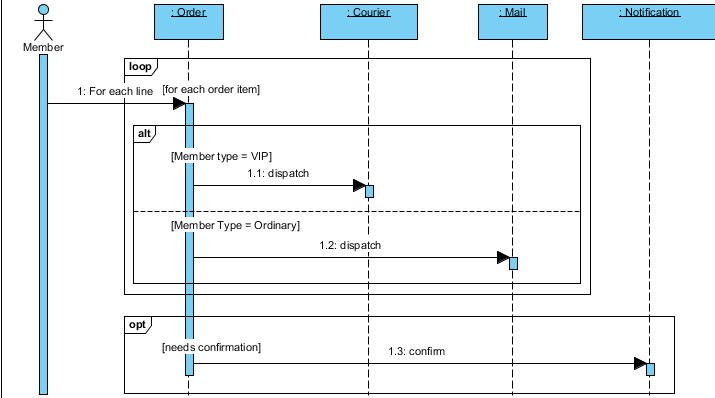 : Order
: Courier
: Mail
: Notification
Member
loop
1: For each line
[for each order item]
alt
[Member type = VIP]
1.1: dispatch
[Member Type = Ordinary]
1.2: dispatch
opt
[needs confirmation]
1.3: confirm